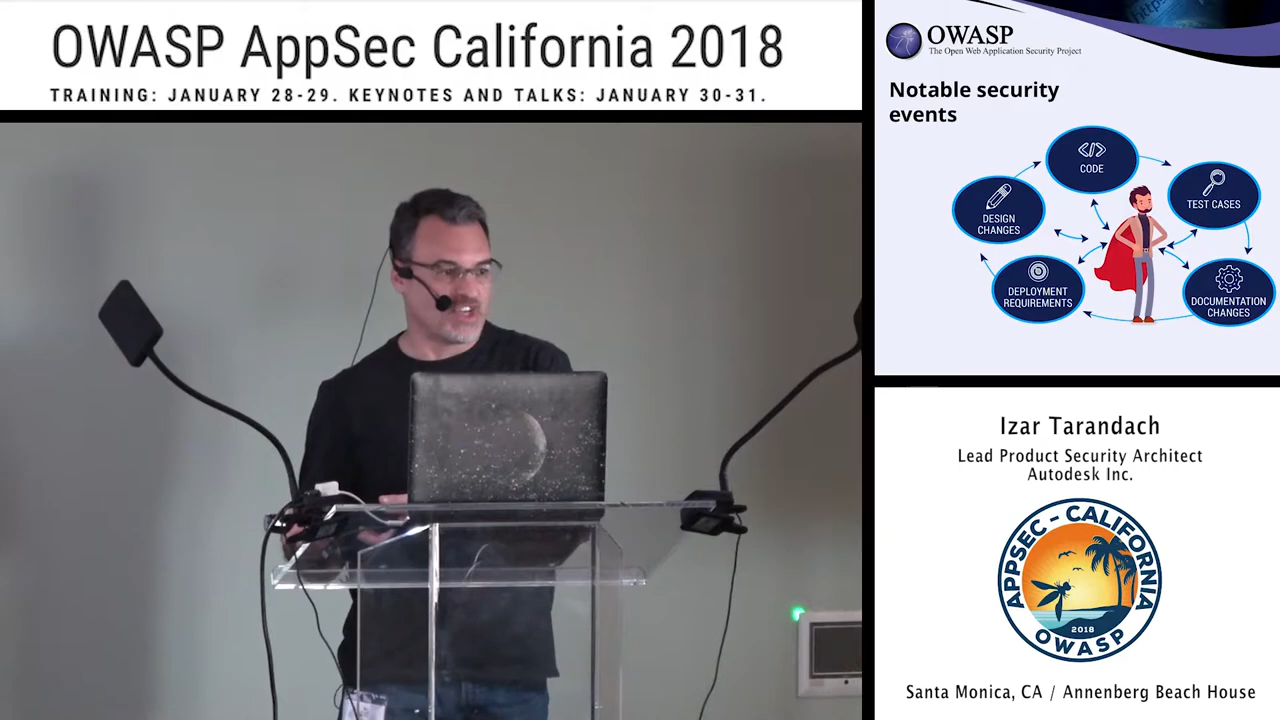 OWASP AppSec California 2018
TRAINING: JANUARY 28-29. KEYNOTES AND TALKS: JANUARY 30-31.
OWASP
The Open Web Application Security Project
Notable security
events
CODE
TEST CASES
DESIGN
CHANGES
DEPLOYMENT
REQUIREMENTS
DOCUMENTATION
CHANGES
Izar Tarandach
Lead Product Security Architect
Autodesk Inc.
APPSEC - CALIFORNIA
2018
OWASP
Santa Monica, CA / Annenberg Beach House